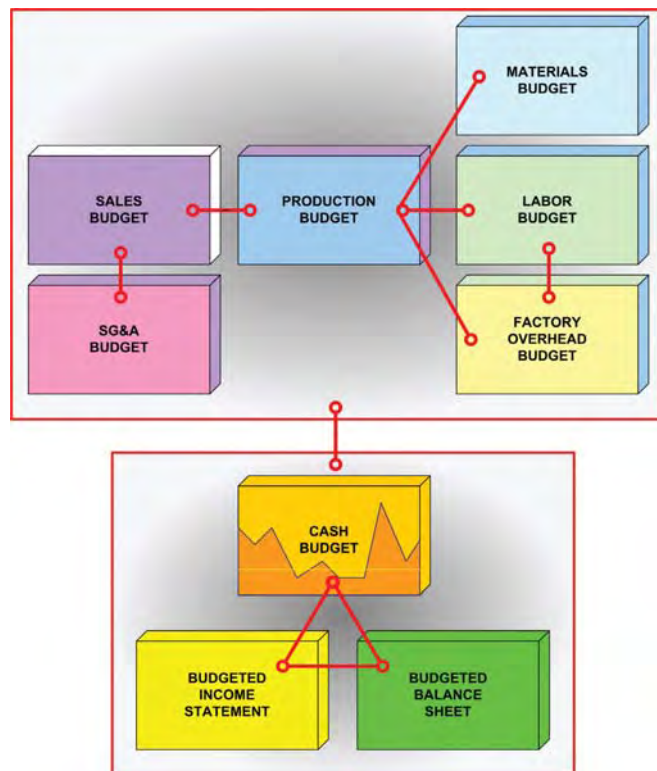 MATERIALS
BUDGET
SALES
BUDGET
PRODUCTION
BUDGET
LABOR
BUDGET
SG&A
BUDGET
FACTORY
OVERHEAD
BUDGET
CASH
BUDGET
BUDGETED
INCOME
STATEMENT
BUDGETED
BALANCE
SHEET